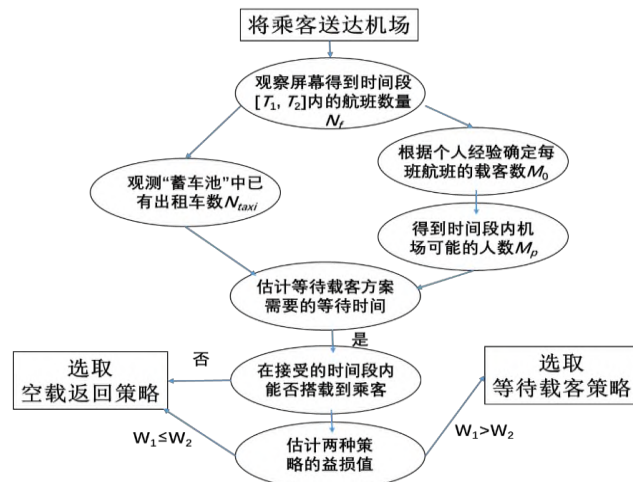 将乘客送达机场
观察屏幕得到时间段
[T₁, T₂]内的航班数量
N_f
根据个人经验确定每
班航班的载客数M₀
观测“蓄车池”中已
有出租车数N_taxi
得到时间段内机
场可能的人数M_p
估计等待载客方案
需要的等待时间
是
否
在接受的时间段内
能否搭载到乘客
选取
空载返回策略
选取
等待载客策略
W₁≤W₂
估计两种策
略的益损值
W₁>W₂